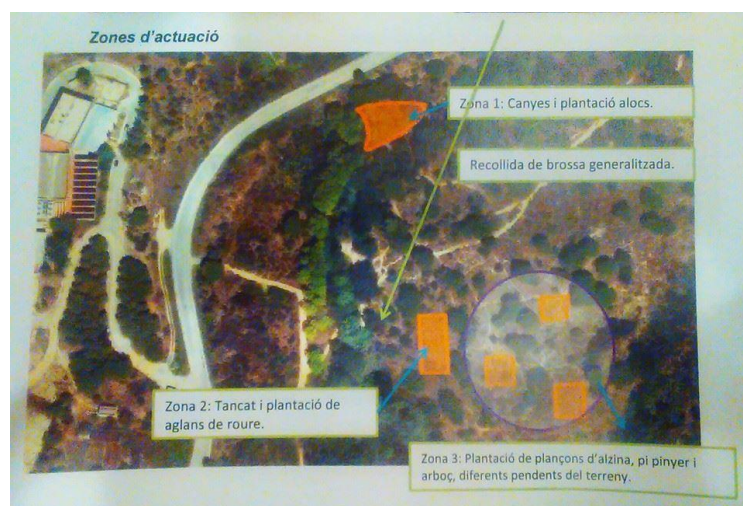 Zones d'actuació
Zona 1: Canyes i plantació alocs.
Recollida de brossa generalitzada.
Zona 2: Tancat i plantació de
aglans de roure.
Zona 3: Plantació de plançons d'alzina, pi pinyer i
arboç, diferents pendents del terreny.